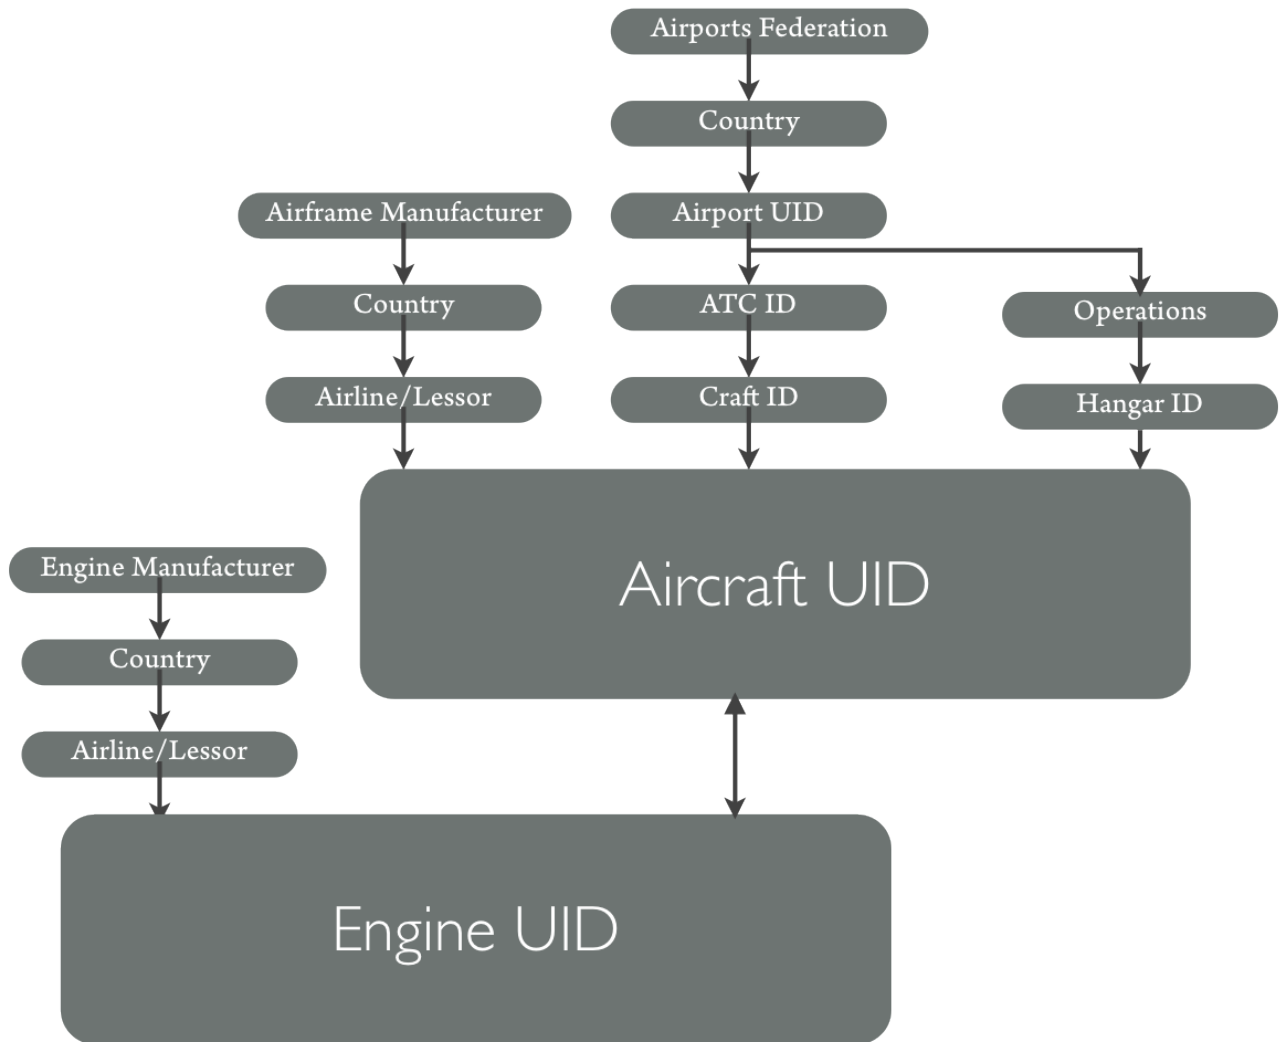 Airports Federation
Country
Airframe Manufacturer
Airport UID
Country
ATC ID
Operations
Airline/Lessor
Craft ID
Hangar ID
Aircraft UID
Engine Manufacturer
Country
Airline/Lessor
Engine UID